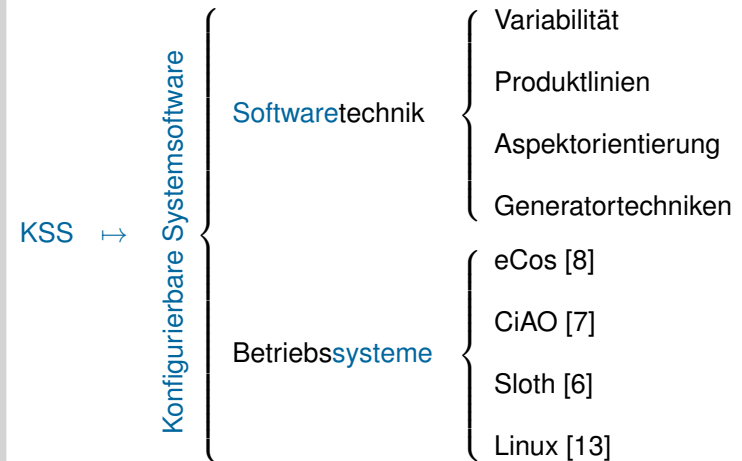 KSS ↦
Konfigurierbare Systemsoftware
Softwaretechnik
Variabilität
Produktlinien
Aspektorientierung
Generatortechniken
Betriebssysteme
eCos [8]
CiAO [7]
Sloth [6]
Linux [13]